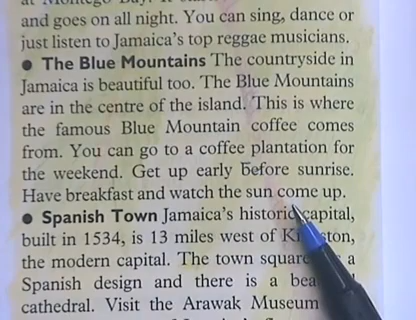 and goes on all night. You can sing, dance or
just listen to Jamaica's top reggae musicians.
● The Blue Mountains The countryside in
Jamaica is beautiful too. The Blue Mountains
are in the centre of the island. This is where
the famous Blue Mountain coffee comes
from. You can go to a coffee plantation for
the weekend. Get up early before sunrise.
Have breakfast and watch the sun come up.
● Spanish Town Jamaica's historic capital,
built in 1534, is 13 miles west of
the modern capital. The town square a
Spanish design and there is a
cathedral. Visit the Arawak Museum